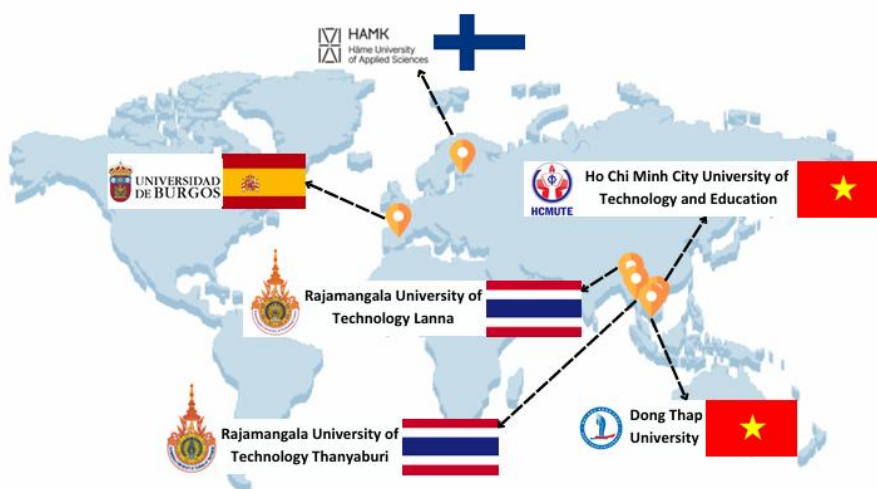 HAMK
Häme University
of Applied Sciences
UNIVERSIDAD
DE BURGOS
HCMUTE
Ho Chi Minh City University of
Technology and Education
Rajamangala University of
Technology Lanna
Rajamangala University of
Technology Thanyaburi
Dong Thap
University